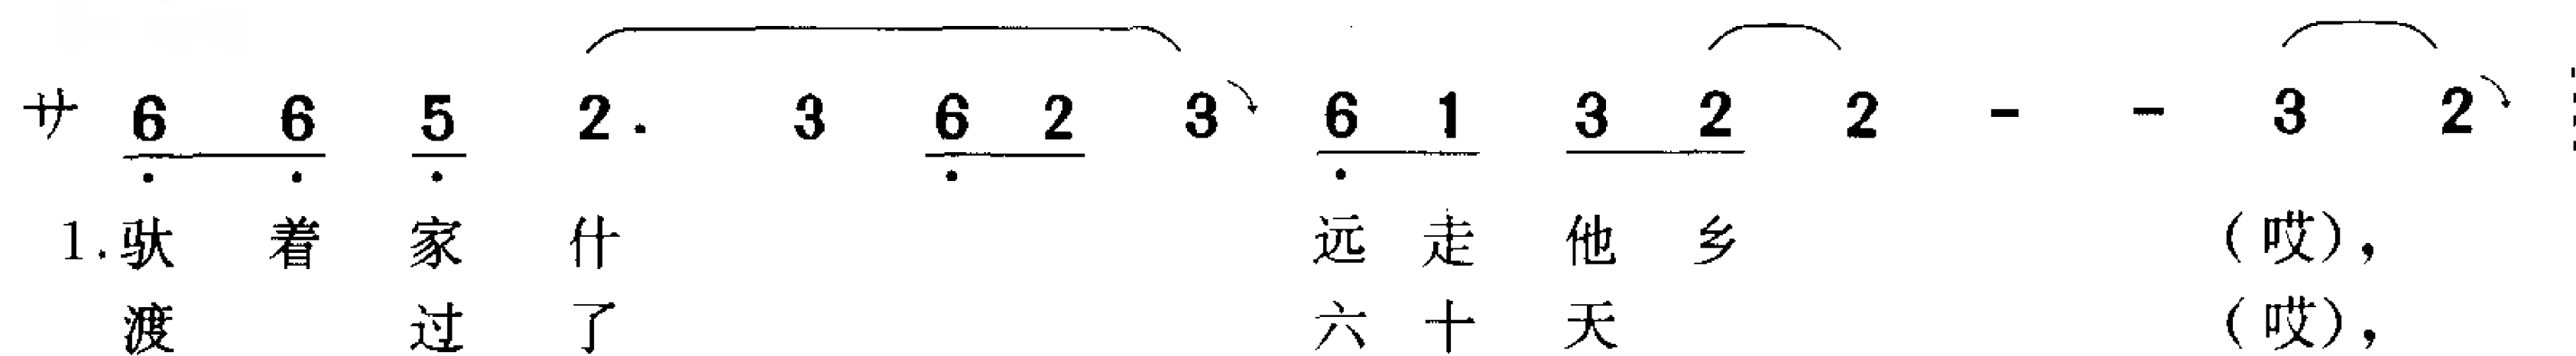 サ 6 6 5 2. 3 6 2 3 6 1 3 2 2 - - 3 2
1.驮 着 家 什 远 走 他 乡 (哎),
渡 过 了 六 十 天 (哎),